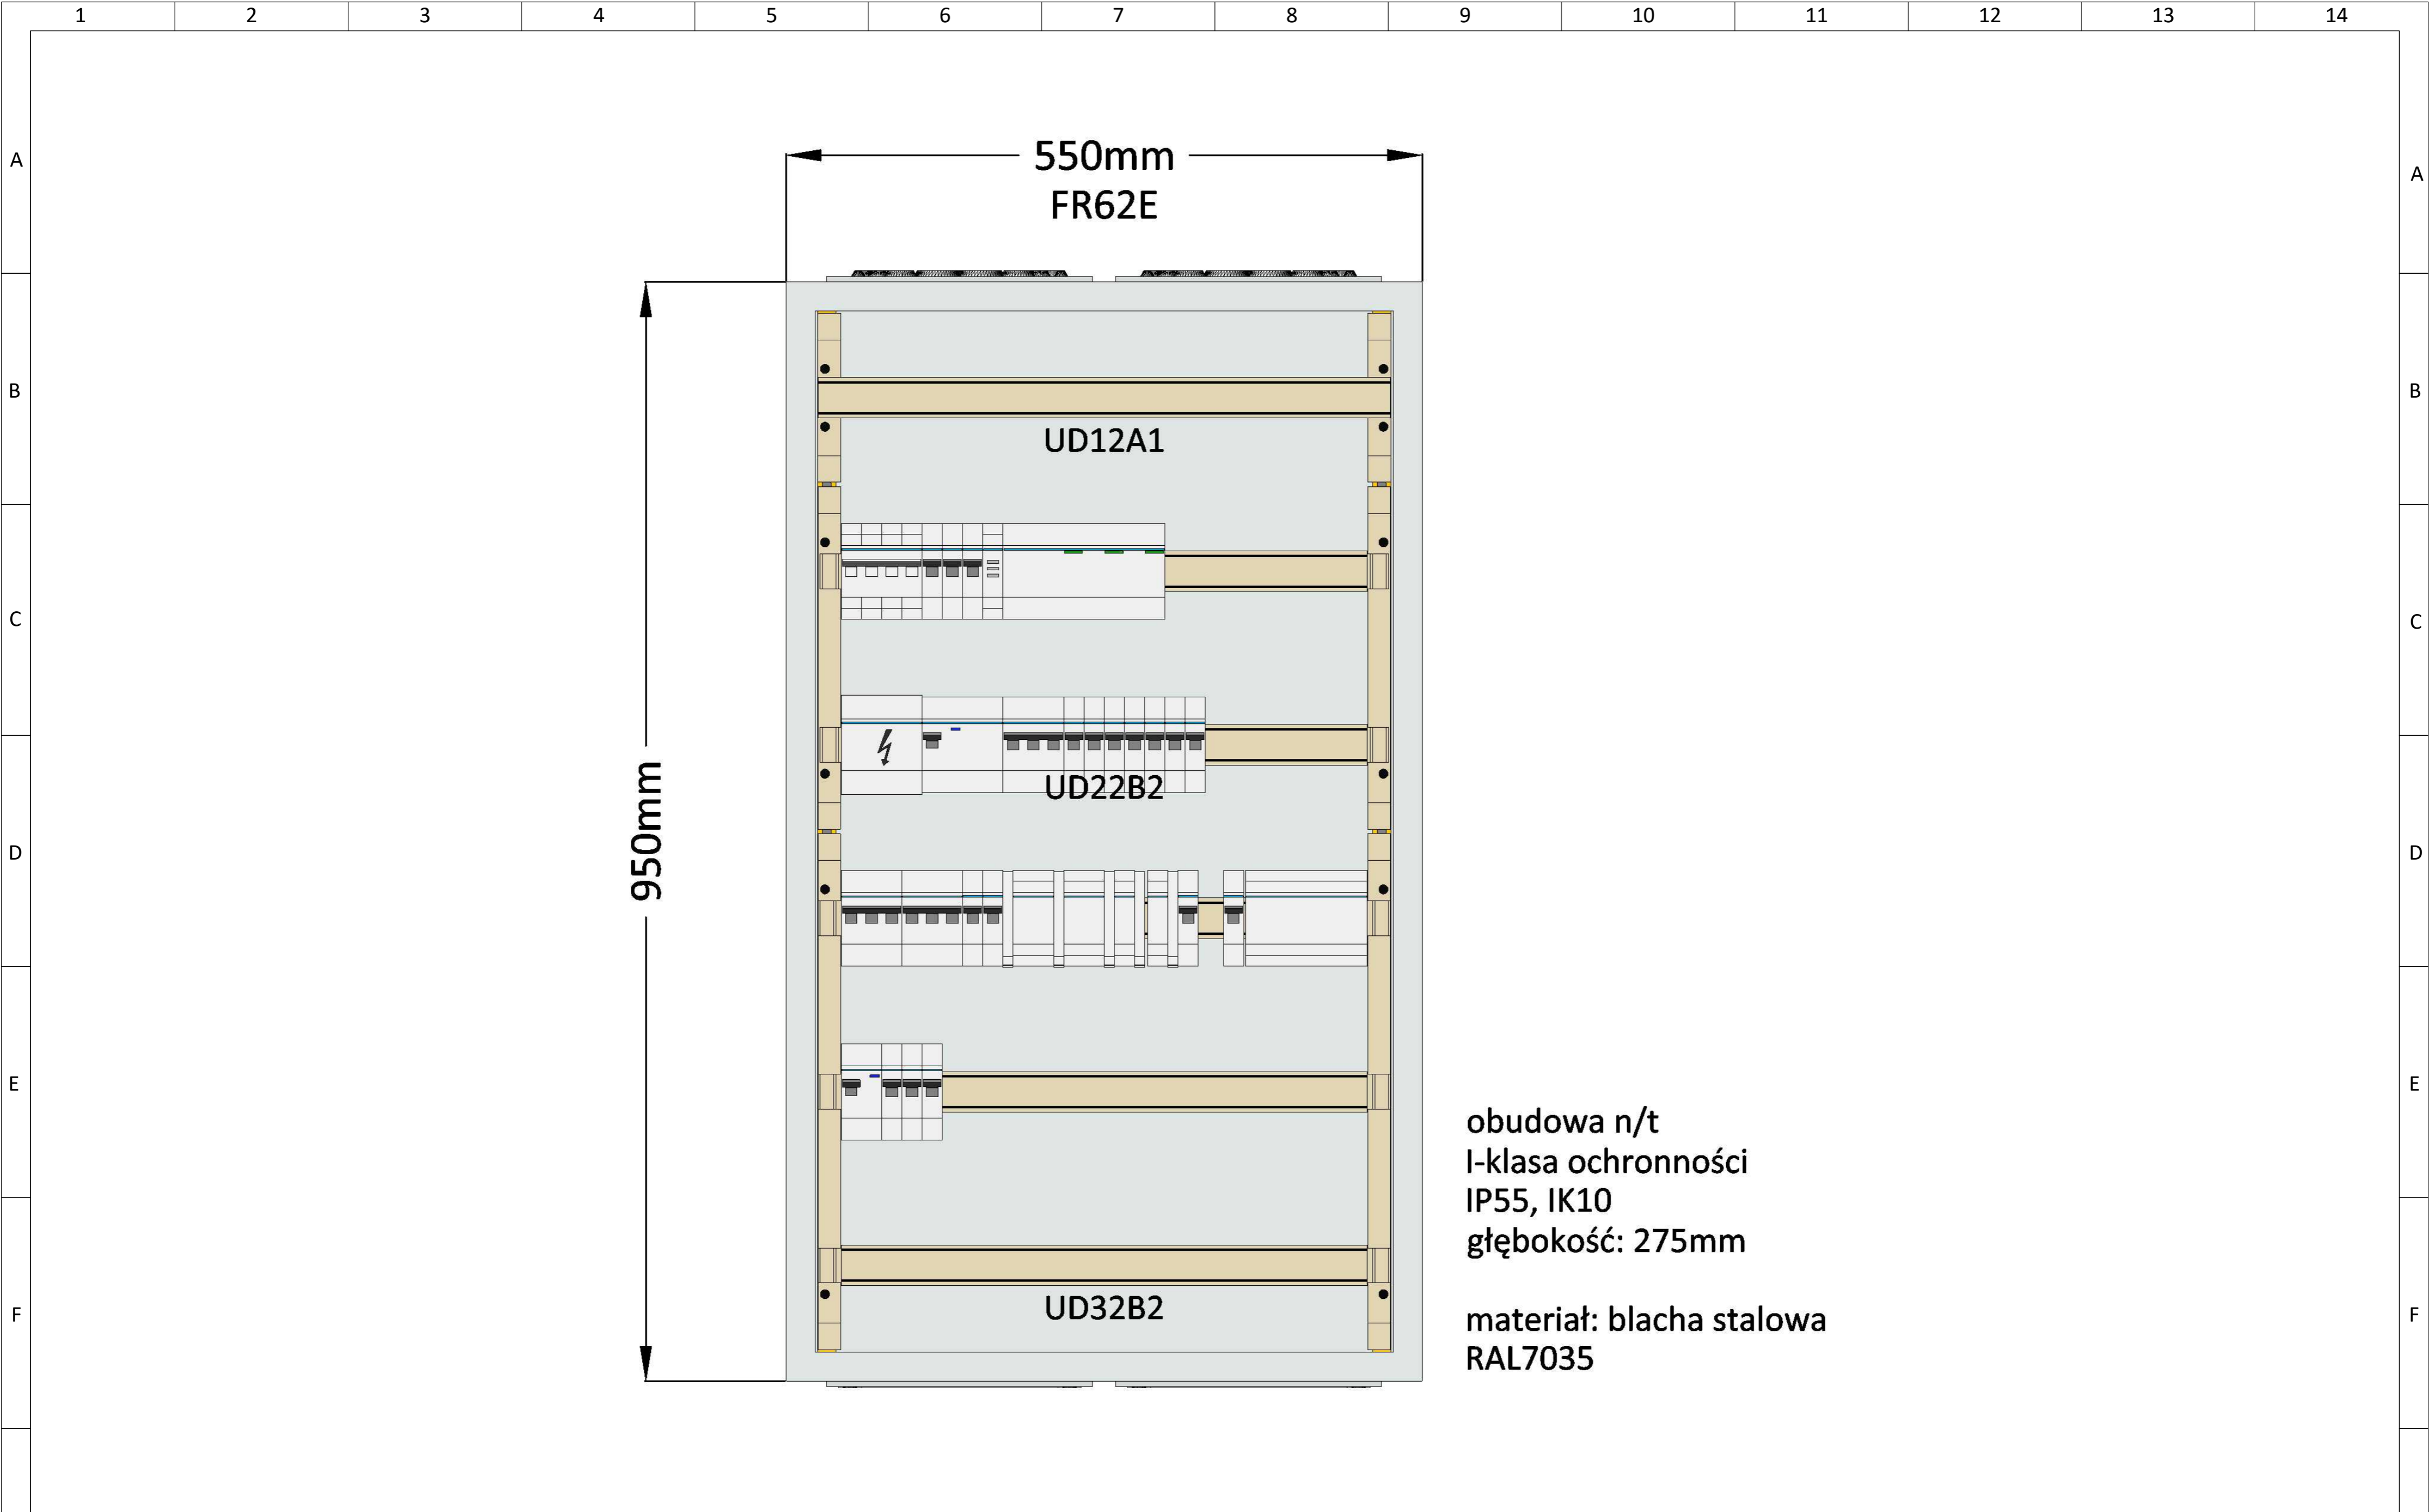 1 2 3 4 5 6 7 8 9 10 11 12 13 14
A A
550mm
FR62E
B B
UD12A1
C C
UD22B2
950mm
D D
E E
obudowa n/t
I-klasa ochronności
IP55, IK10
głębokość: 275mm
F F
UD32B2
materiał: blacha stalowa
RAL7035